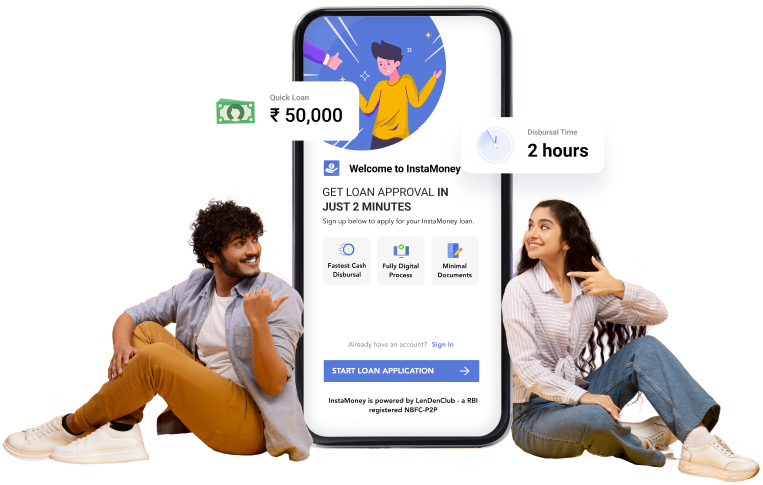 Quick Loan
₹ 50,000
Disbursal Time
2 hours
Welcome to InstaMoney
GET LOAN APPROVAL IN
JUST 2 MINUTES
Sign up below to apply for your InstaMoney loan.
Fastest Cash
Disbursal
Fully Digital
Process
Minimal
Documents
Already have an account? Sign In
START LOAN APPLICATION
InstaMoney is powered by LenDenClub - a RBI
registered NBFC-P2P